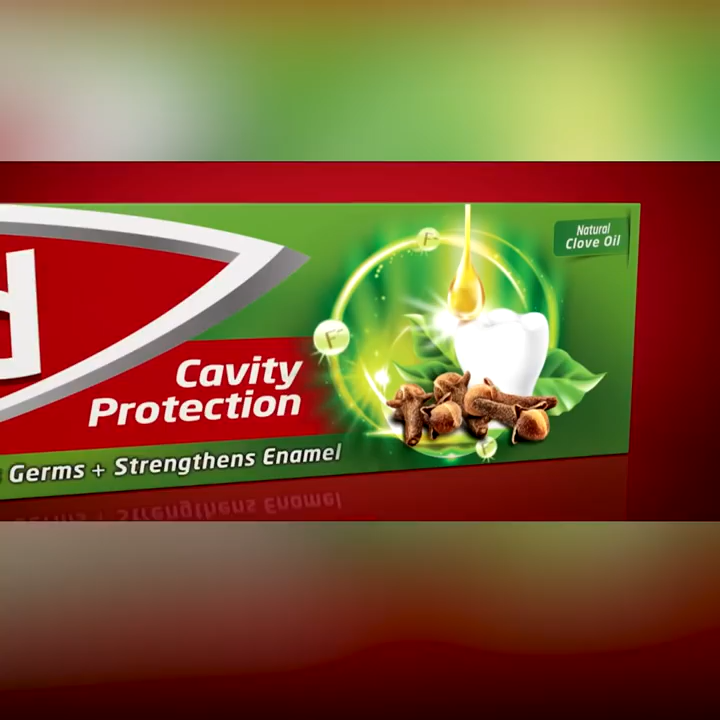 d
Natural
Clove Oil
F
F
Cavity
Protection
Germs + Strengthens Enamel